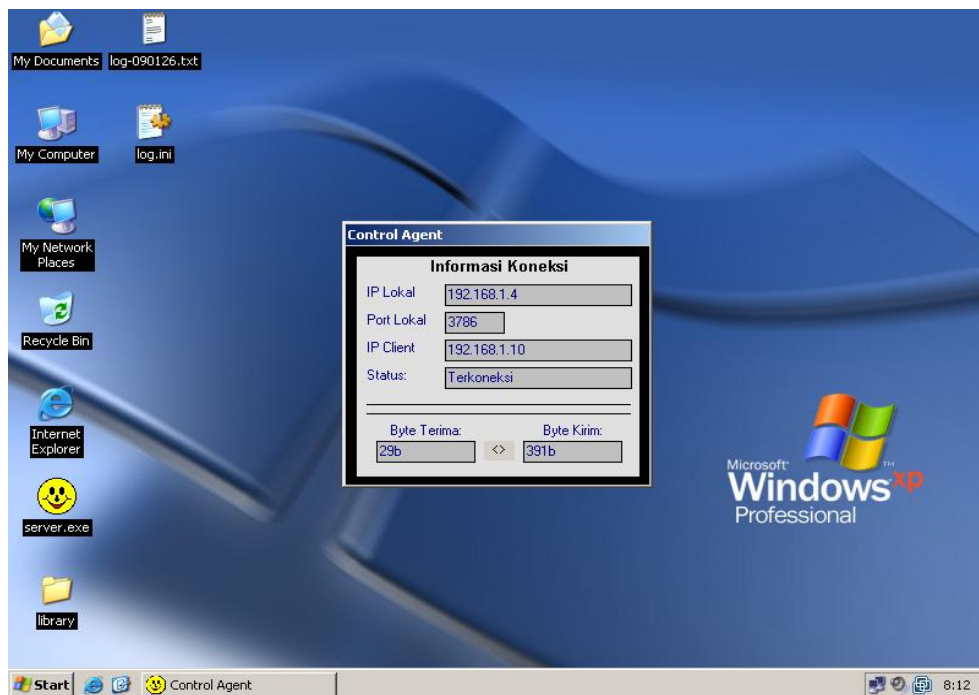 My Documents
log-090126.txt
My Computer
log.ini
My Network
Places
Recycle Bin
Internet
Explorer
server.exe
library
Control Agent
Informasi Koneksi
IP Lokal
192.168.1.4
Port Lokal
3786
IP Client
192.168.1.10
Status:
Terkoneksi
Byte Terima:
Byte Kirim:
29b
<>
391b
Microsoft
Windows xp
Professional
Start
Control Agent
8:12